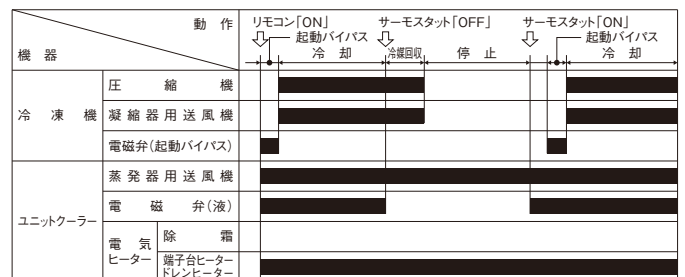 動 作
機 器
リモコン「ON」
サーモスタット「OFF」
サーモスタット「ON」
起動バイパス
起動バイパス
冷 却
冷媒回収
停 止
冷 却
冷 凍 機
圧 縮 機
凝縮器用送風機
電磁弁(起動バイパス)
ユニットクーラー
蒸発器用送風機
電 磁 弁(液)
電 気
ヒーター
除 霜
端子台ヒーター
ドレンヒーター